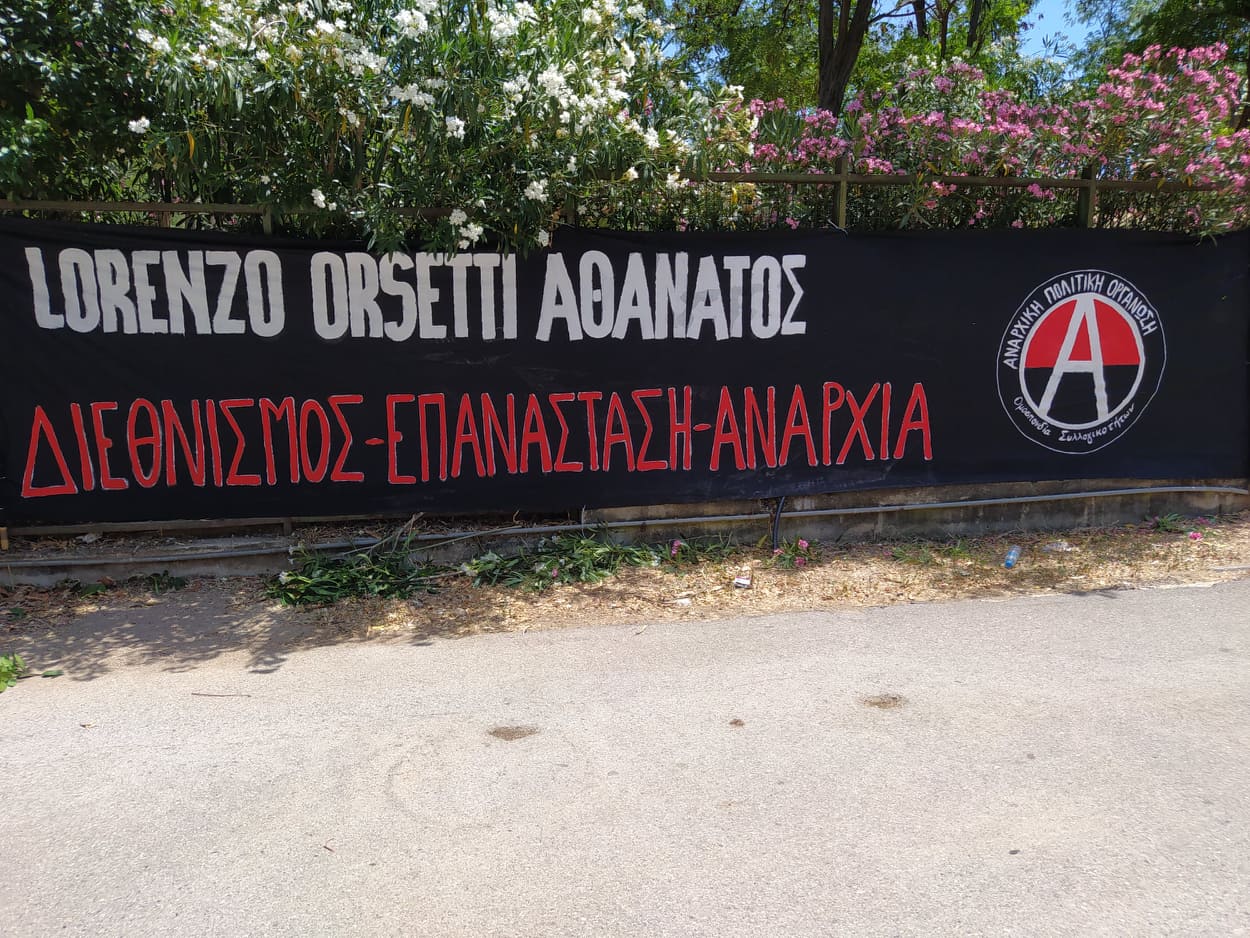 LORENZO ORSETTI ΑΘΑΝΑΤΟΣ
ΔΙΕΘΝΙΣΜΟΣ-ΕΠΑΝΑΣΤΑΣΗ-ΑΝΑΡΧΙΑ
ΑΝΑΡΧΙΚΗ ΠΟΛΙΤΙΚΗ ΟΡΓΑΝΩΣΗ
Α
Ομοσπονδία Συλλογικοτήτων